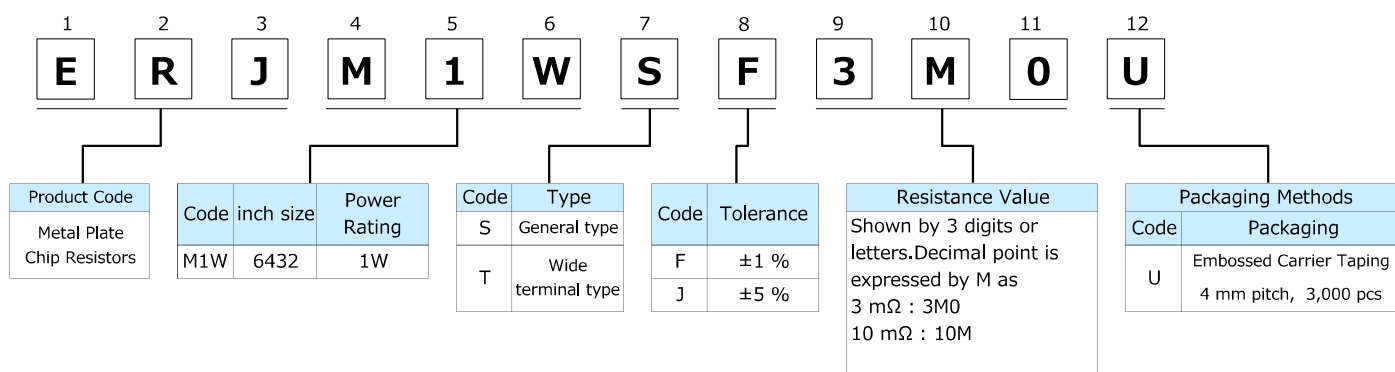 1 2 3 4 5 6 7 8 9 10 11 12
E R J M 1 W S F 3 M 0 U
Product Code
Metal Plate
Chip Resistors
Code inch size Power Rating
M1W 6432 1W
Code Type
S General type
T Wide terminal type
Code Tolerance
F ±1 %
J ±5 %
Resistance Value
Shown by 3 digits or
letters.Decimal point is
expressed by M as
3 mΩ : 3M0
10 mΩ : 10M
Packaging Methods
Code Packaging
U Embossed Carrier Taping
4 mm pitch, 3,000 pcs